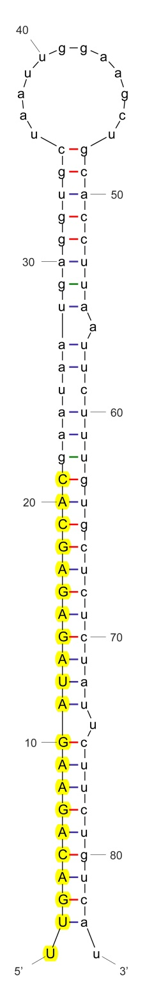 40
u g g a
u a
a g
a c
u u
c g
g c
u a 50
g c
g c
30 a u
g u
u a
a
a u
a u
u c
a u 60
a u
g u
C g
20 A u
C g
G c
A u
G c
A u
G c 70
A u
U a
A u
u
10 G c
A u
A u
G c
A u
C g 80
A u
G c
U a
U u
5’ 3’